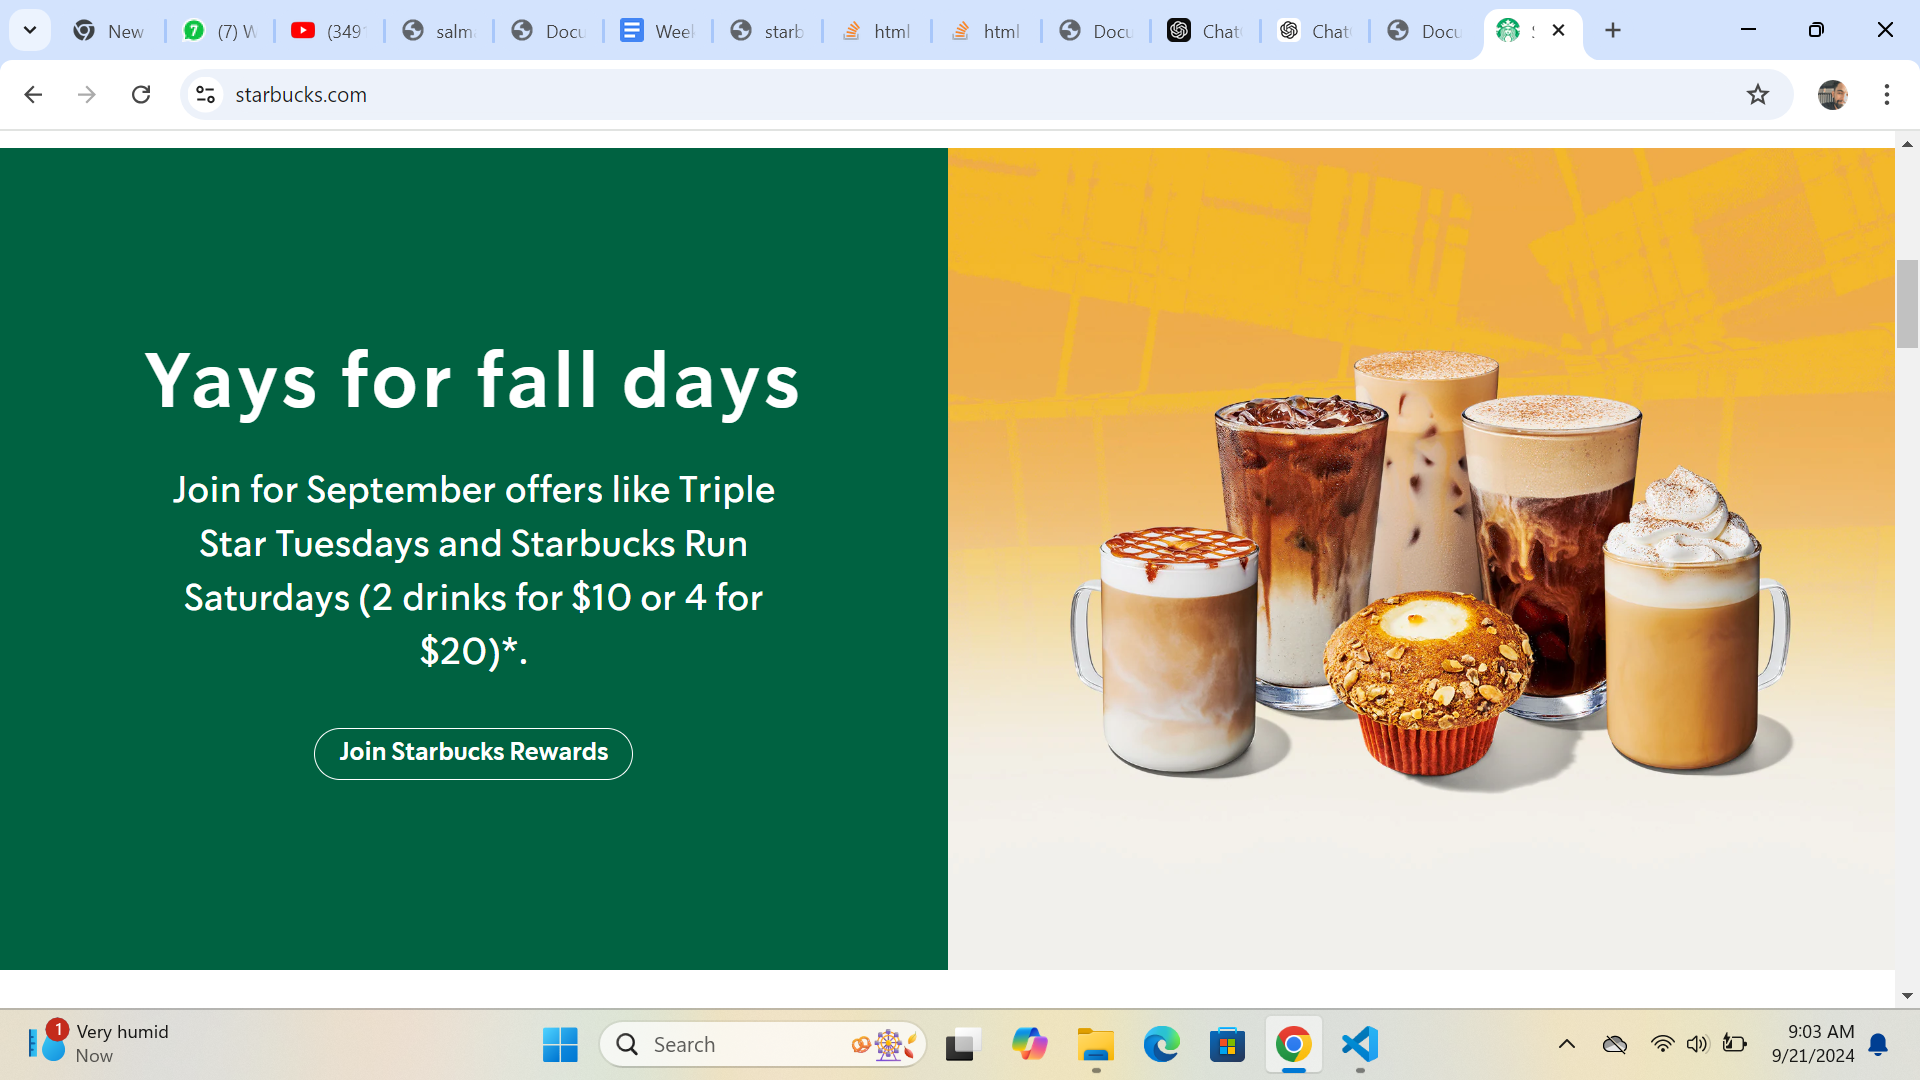 New
(7) W
(349
salm
Docu
Week
starb
html
html
Docu
Chat
Chat
Docu
starbucks.com
Yays for fall days
Join for September offers like Triple
Star Tuesdays and Starbucks Run
Saturdays (2 drinks for $10 or 4 for
$20)*.
Join Starbucks Rewards
1
Very humid
Now
Search
9:03 AM
9/21/2024